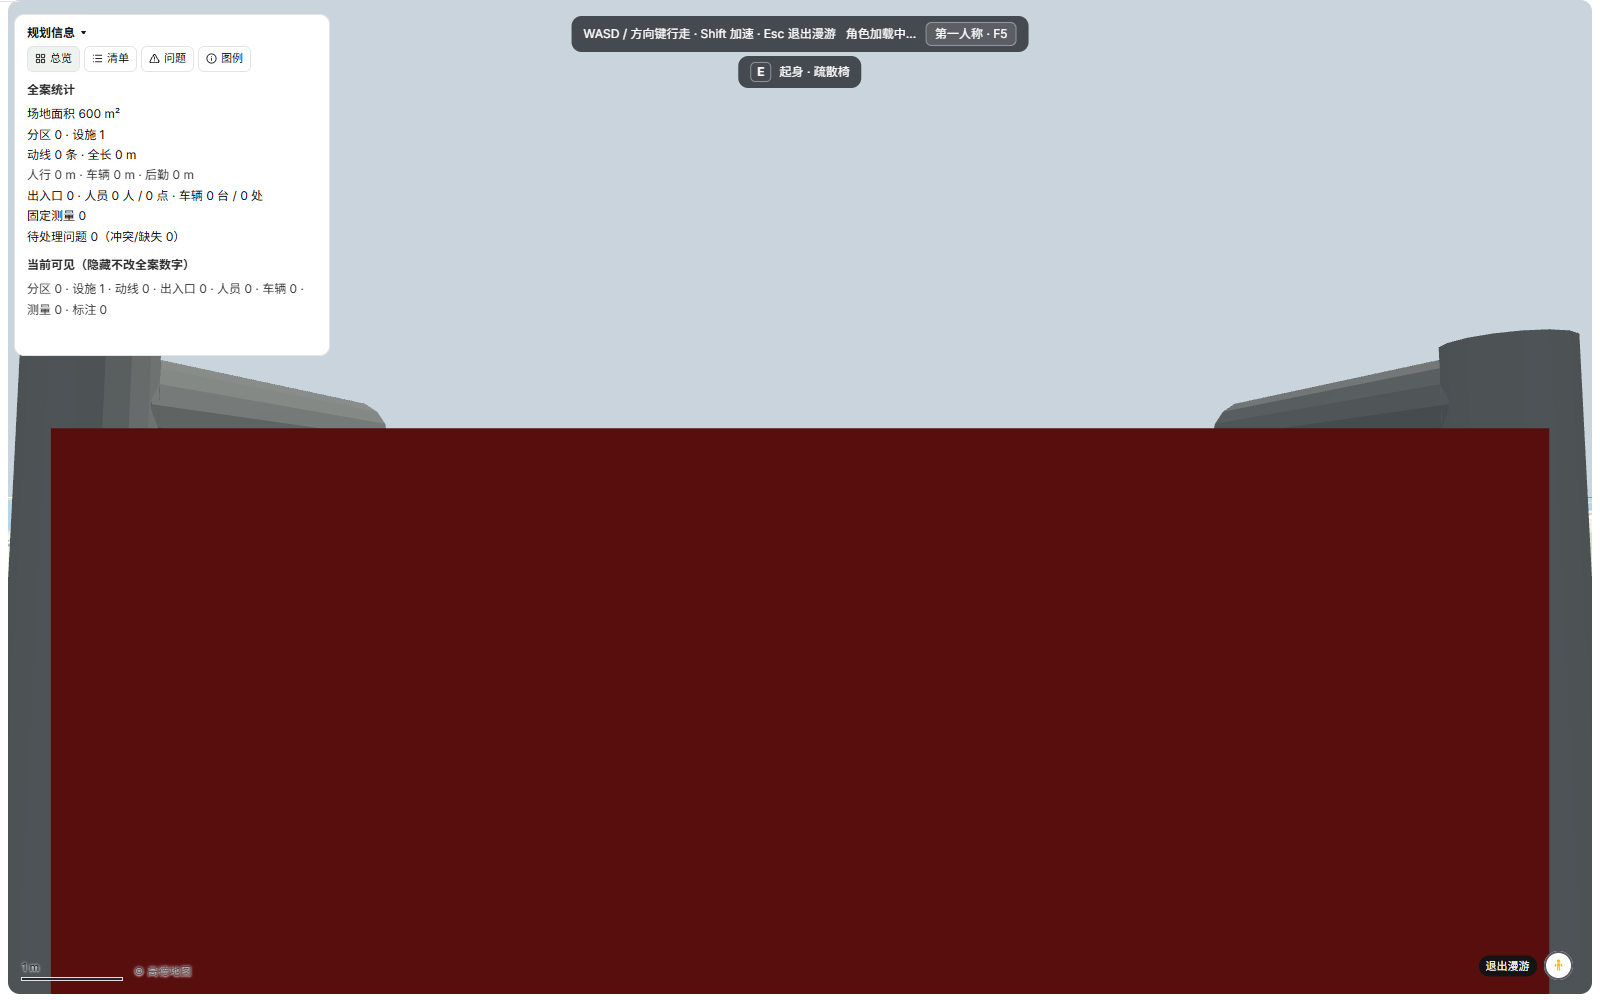 规划信息
总览 清单 问题 图例
全案统计
场地面积 600 m²
分区 0 · 设施 1
动线 0 条 · 全长 0 m
人行 0 m · 车辆 0 m · 后勤 0 m
出入口 0 · 人员 0 人 / 0 点 · 车辆 0 台 / 0 处
固定测量 0
待处理问题 0（冲突/缺失 0）
当前可见（隐藏不改全案数字）
分区 0 · 设施 1 · 动线 0 · 出入口 0 · 人员 0 · 车辆 0 ·
测量 0 · 标注 0
WASD / 方向键行走 · Shift 加速 · Esc 退出漫游 角色加载中... 第一人称 · F5
E 起身 · 疏散椅
1 m
© 高德地图
退出漫游